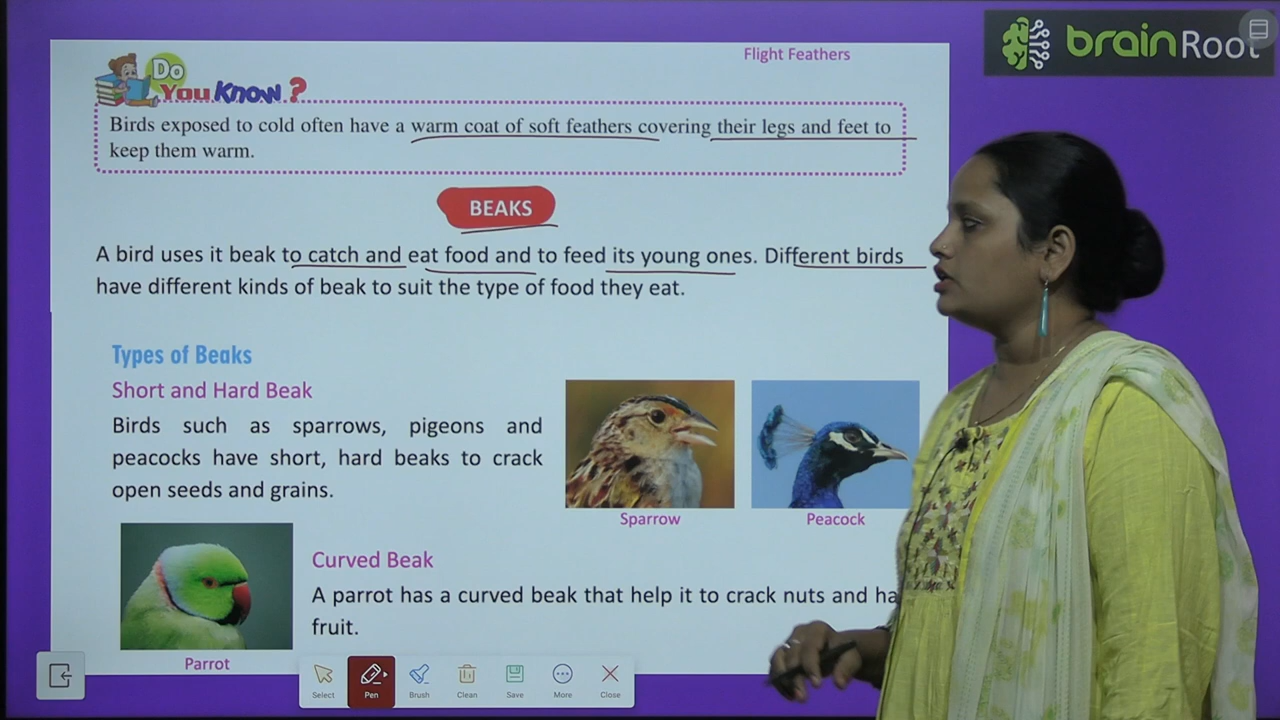 brainRoot
Flight Feathers
Do
You Know?
Birds exposed to cold often have a warm coat of soft feathers covering their legs and feet to
keep them warm.
BEAKS
A bird uses it beak to catch and eat food and to feed its young ones. Different birds
have different kinds of beak to suit the type of food they eat.
Types of Beaks
Short and Hard Beak
Birds such as sparrows, pigeons and
peacocks have short, hard beaks to crack
open seeds and grains.
Sparrow
Peacock
Curved Beak
A parrot has a curved beak that help it to crack nuts and
fruit.
Parrot
Select
Pen
Brush
Clean
Save
More
Close